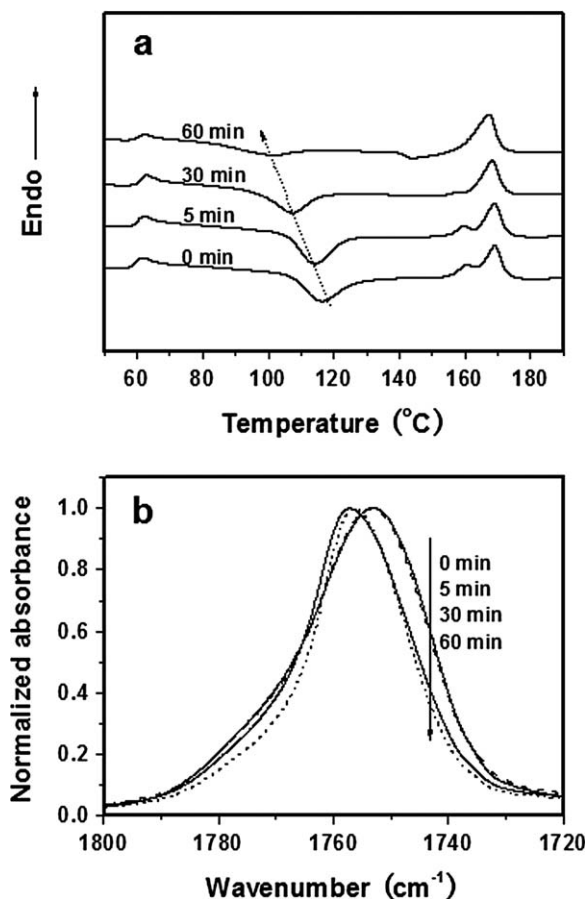 a
Endo
60 min
30 min
5 min
0 min
60 80 100 120 140 160 180
Temperature (°C)
b
Normalized absorbance
1.0
0.8
0.6
0.4
0.2
0.0
0 min
5 min
30 min
60 min
1800 1780 1760 1740 1720
Wavenumber (cm⁻¹)